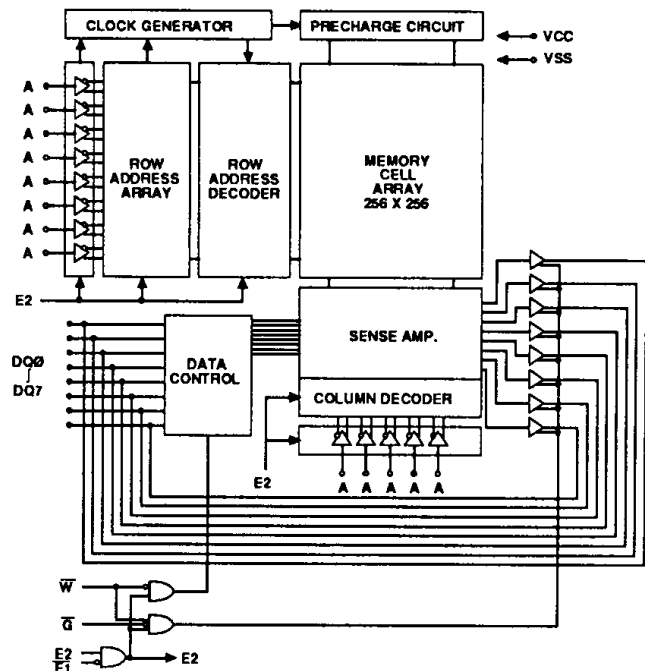 CLOCK GENERATOR
PRECHARGE CIRCUIT
VCC
VSS
A
A
A
A
A
A
A
A
ROW
ADDRESS
ARRAY
ROW
ADDRESS
DECODER
MEMORY
CELL
ARRAY
256 X 256
E2
DQ0
DQ7
DATA
CONTROL
SENSE AMP.
COLUMN DECODER
E2
A A A A A
W̅
G̅
E2
E̅1̅
E2